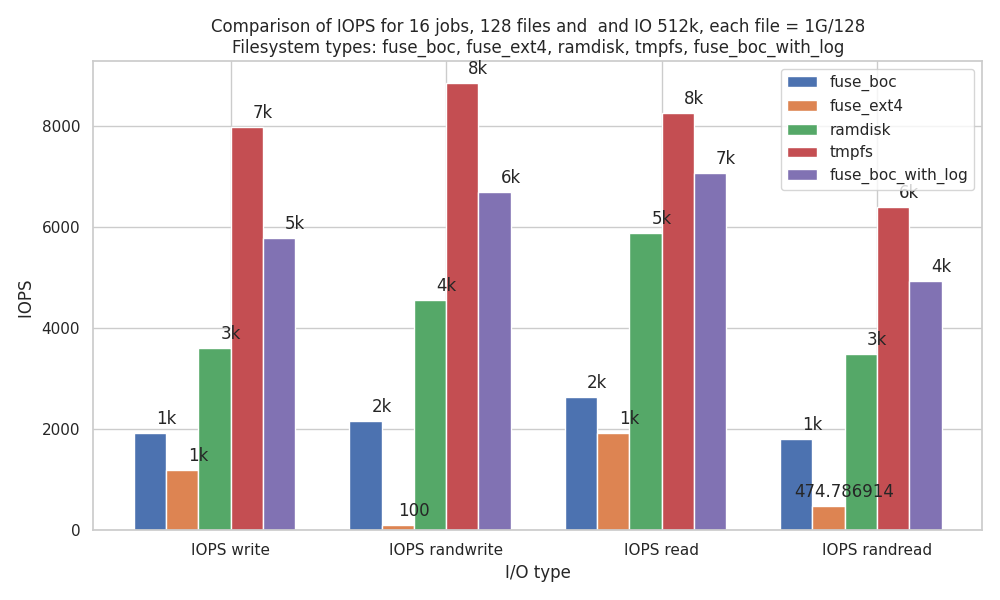 Comparison of IOPS for 16 jobs, 128 files and  and IO 512k, each file = 1G/128
Filesystem types: fuse_boc, fuse_ext4, ramdisk, tmpfs, fuse_boc_with_log
fuse_boc
fuse_ext4
ramdisk
tmpfs
fuse_boc_with_log
IOPS
8000
6000
4000
2000
0
1k
1k
3k
7k
5k
2k
100
4k
8k
6k
2k
1k
5k
8k
7k
1k
474.786914
3k
6k
4k
IOPS write
IOPS randwrite
IOPS read
IOPS randread
I/O type